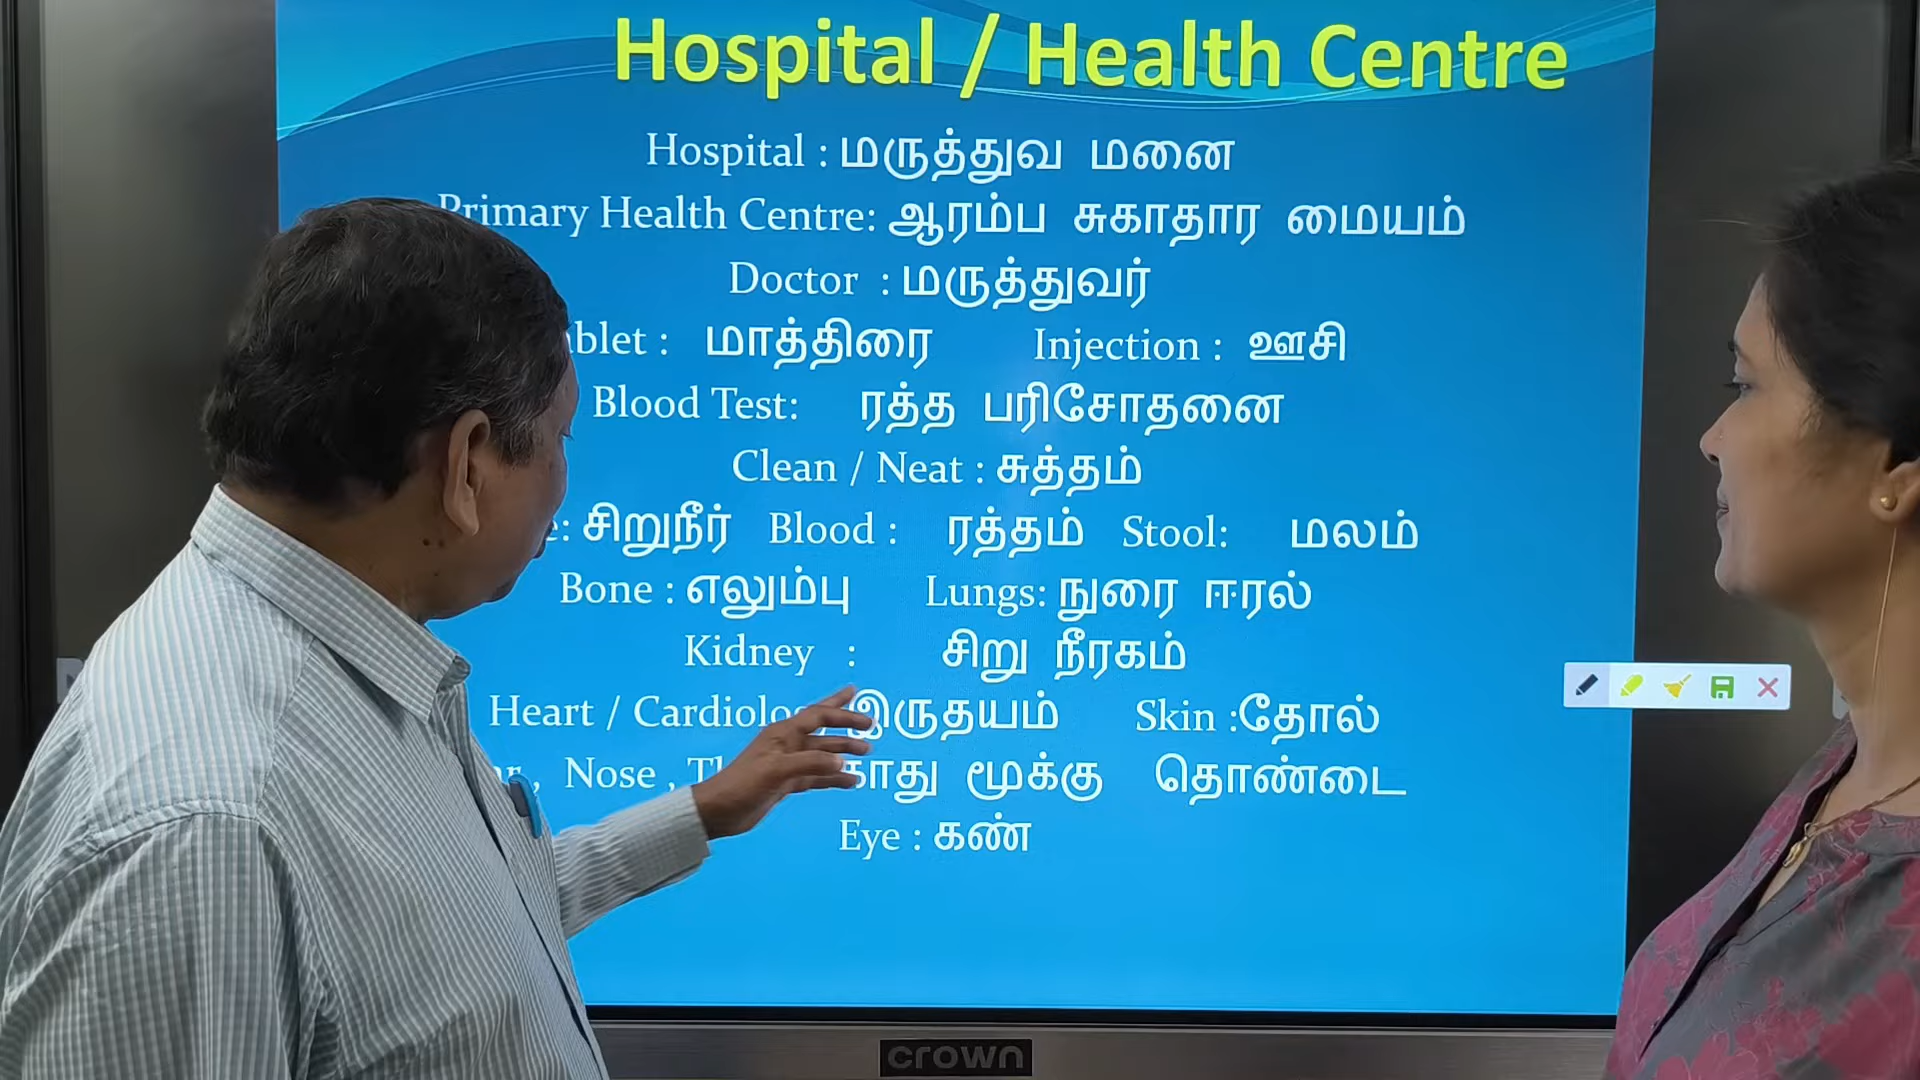 Hospital / Health Centre
Hospital : மருத்துவ மனை
Primary Health Centre: ஆரம்ப சுகாதார மையம்
Doctor : மருத்துவர்
மாத்திரை Injection : ஊசி
Blood Test: ரத்த பரிசோதனை
Clean / Neat : சுத்தம்
சிறுநீர் Blood : ரத்தம் Stool: மலம்
Bone : எலும்பு Lungs: நுரை ஈரல்
Kidney : சிறு நீரகம்
Heart / இருதயம் Skin :தோல்
Nose , காது மூக்கு தொண்டை
Eye : கண்
crown